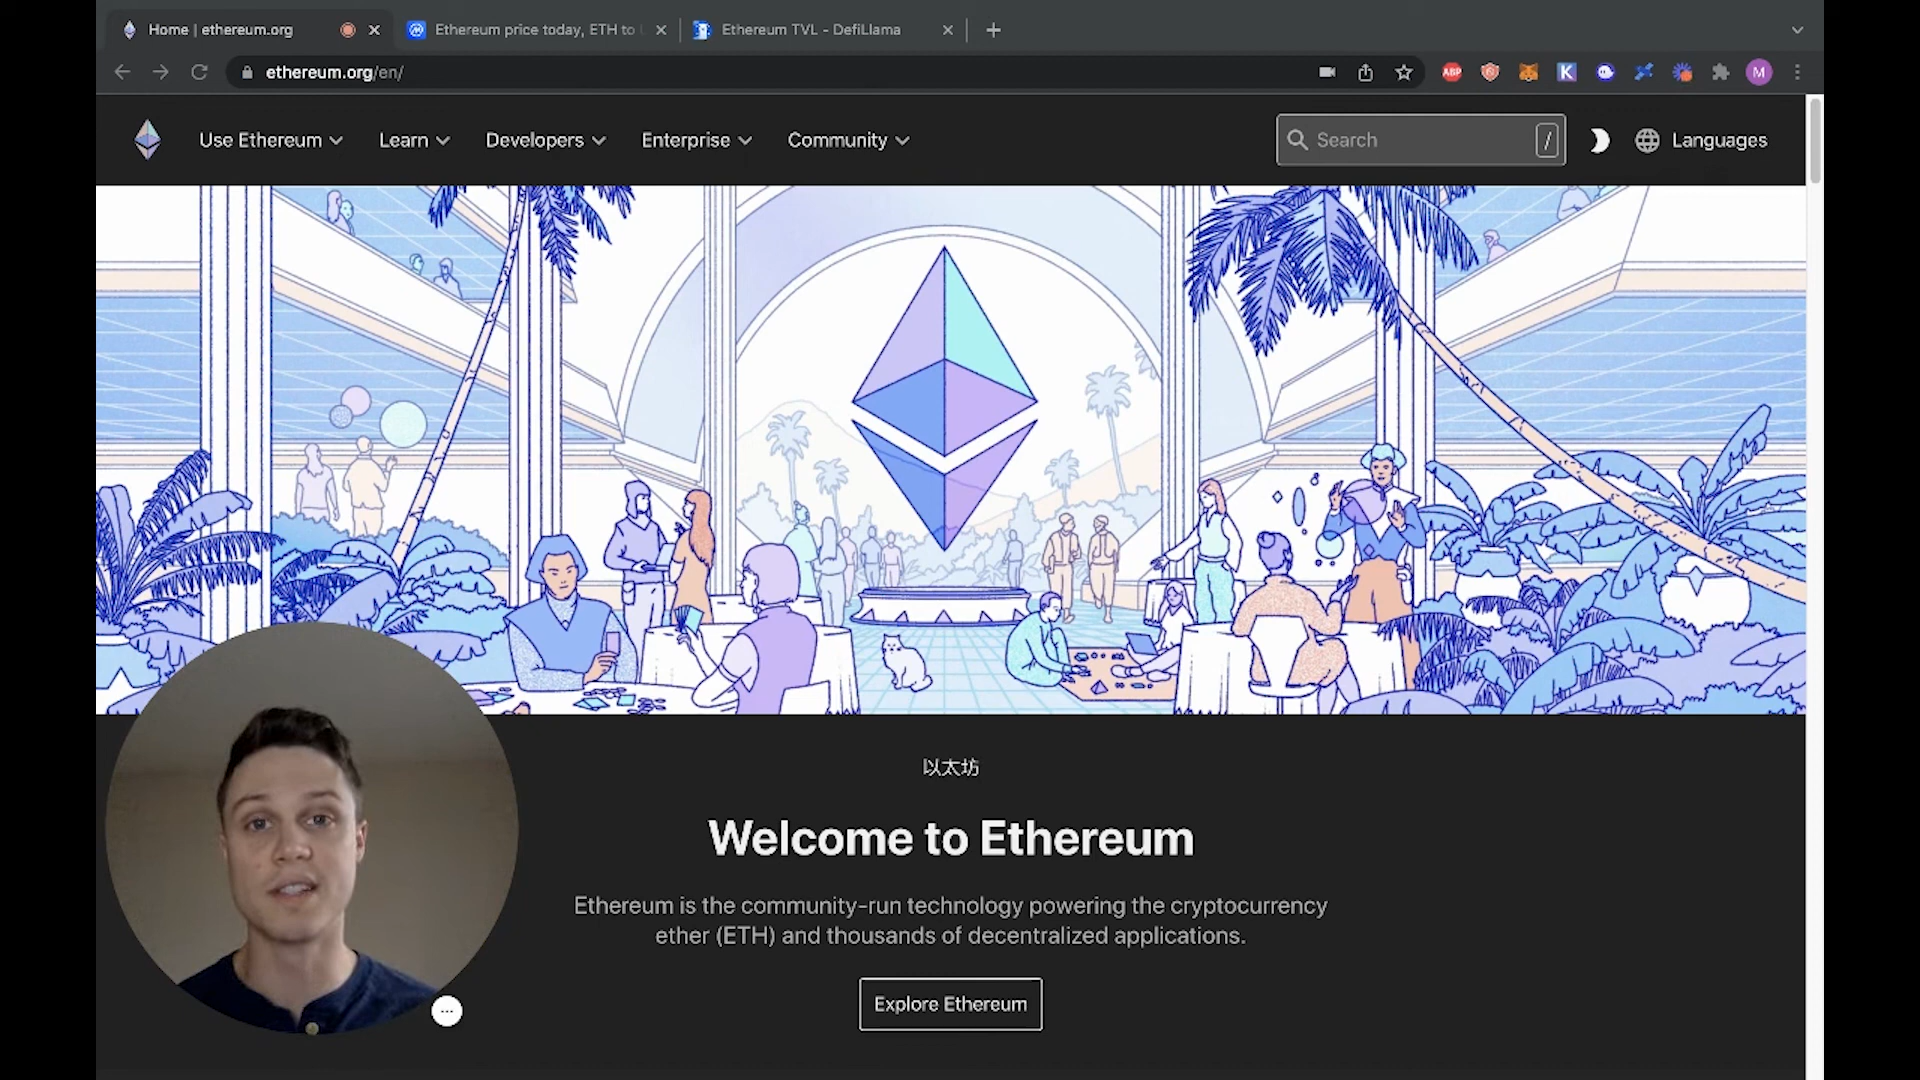 Home | ethereum.org
Ethereum price today, ETH to
Ethereum TVL - DefiLlama
ethereum.org/en/
ABP
K
M
Use Ethereum
Learn
Developers
Enterprise
Community
Search
/
Languages
以太坊
Welcome to Ethereum
Ethereum is the community-run technology powering the cryptocurrency
ether (ETH) and thousands of decentralized applications.
Explore Ethereum